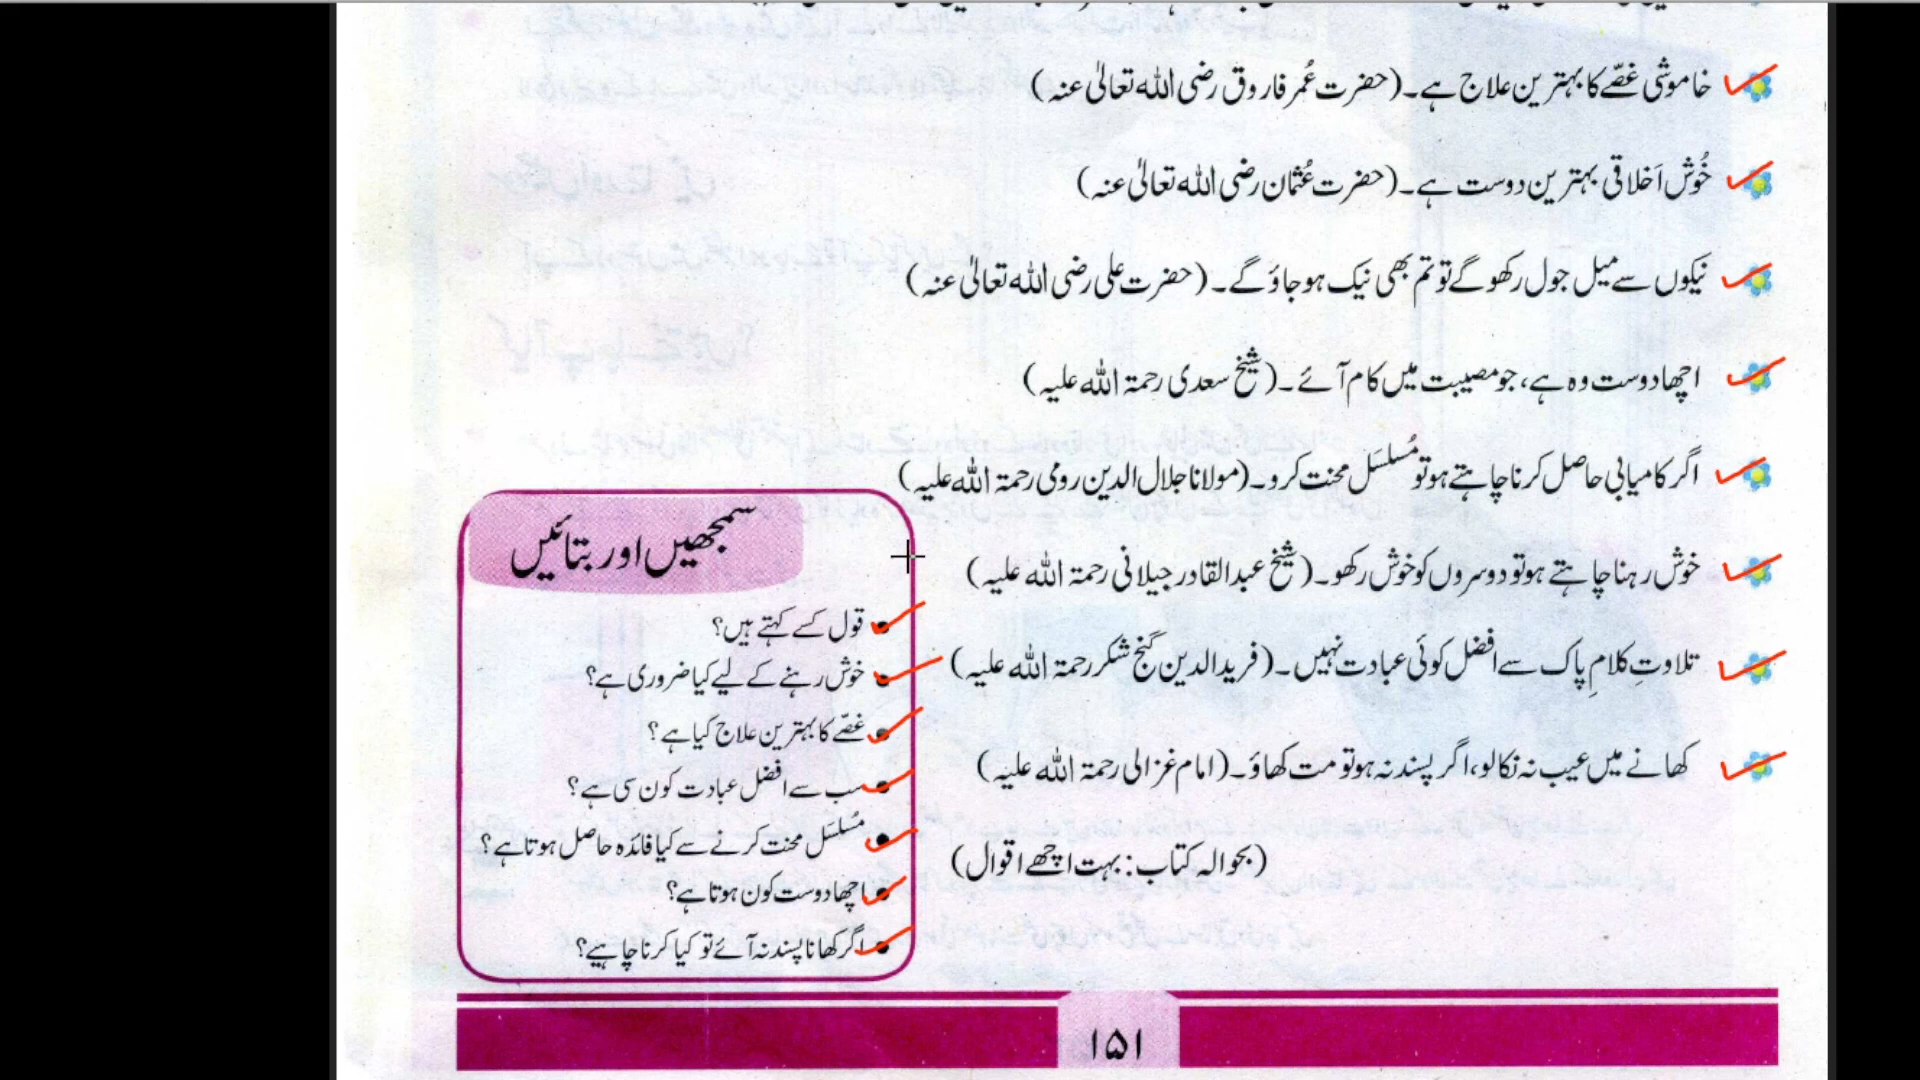 خاموشی غصّے کا بہترین علاج ہے۔ (حضرت عُمر فاروق رضی اللہ تعالیٰ عنہ)
خُوش اَخلاقی بہترین دوست ہے۔ (حضرت عُثمان رضی اللہ تعالیٰ عنہ)
نیکوں سے میل جول رکھو گے تو تم بھی نیک ہو جاؤ گے۔ (حضرت علی رضی اللہ تعالیٰ عنہ)
اچھا دوست وہ ہے، جو مصیبت میں کام آئے۔ (شیخ سعدی رحمۃ اللہ علیہ)
اگر کامیابی حاصل کرنا چاہتے ہو تو مُسلسَل محنت کرو۔ (مولانا جلال الدین رومی رحمۃ اللہ علیہ)
خوش رہنا چاہتے ہو تو دوسروں کو خوش رکھو۔ (شیخ عبدالقادر جیلانی رحمۃ اللہ علیہ)
تلاوتِ کلامِ پاک سے افضل کوئی عبادت نہیں۔ (فرید الدین گنج شکر رحمۃ اللہ علیہ)
کھانے میں عیب نہ نکالو، اگر پسند نہ ہو تو مت کھاؤ۔ (امام غزالی رحمۃ اللہ علیہ)
(بحوالہ کتاب: بہت اچھے اقوال)
سمجھیں اور بتائیں
قول کسے کہتے ہیں؟
خوش رہنے کے لیے کیا ضروری ہے؟
غصّے کا بہترین علاج کیا ہے؟
سب سے افضل عبادت کون سی ہے؟
مُسلسَل محنت کرنے سے کیا فائدہ حاصل ہوتا ہے؟
اچھا دوست کون ہوتا ہے؟
اگر کھانا پسند نہ آئے تو کیا کرنا چاہیے؟
۱۵۱